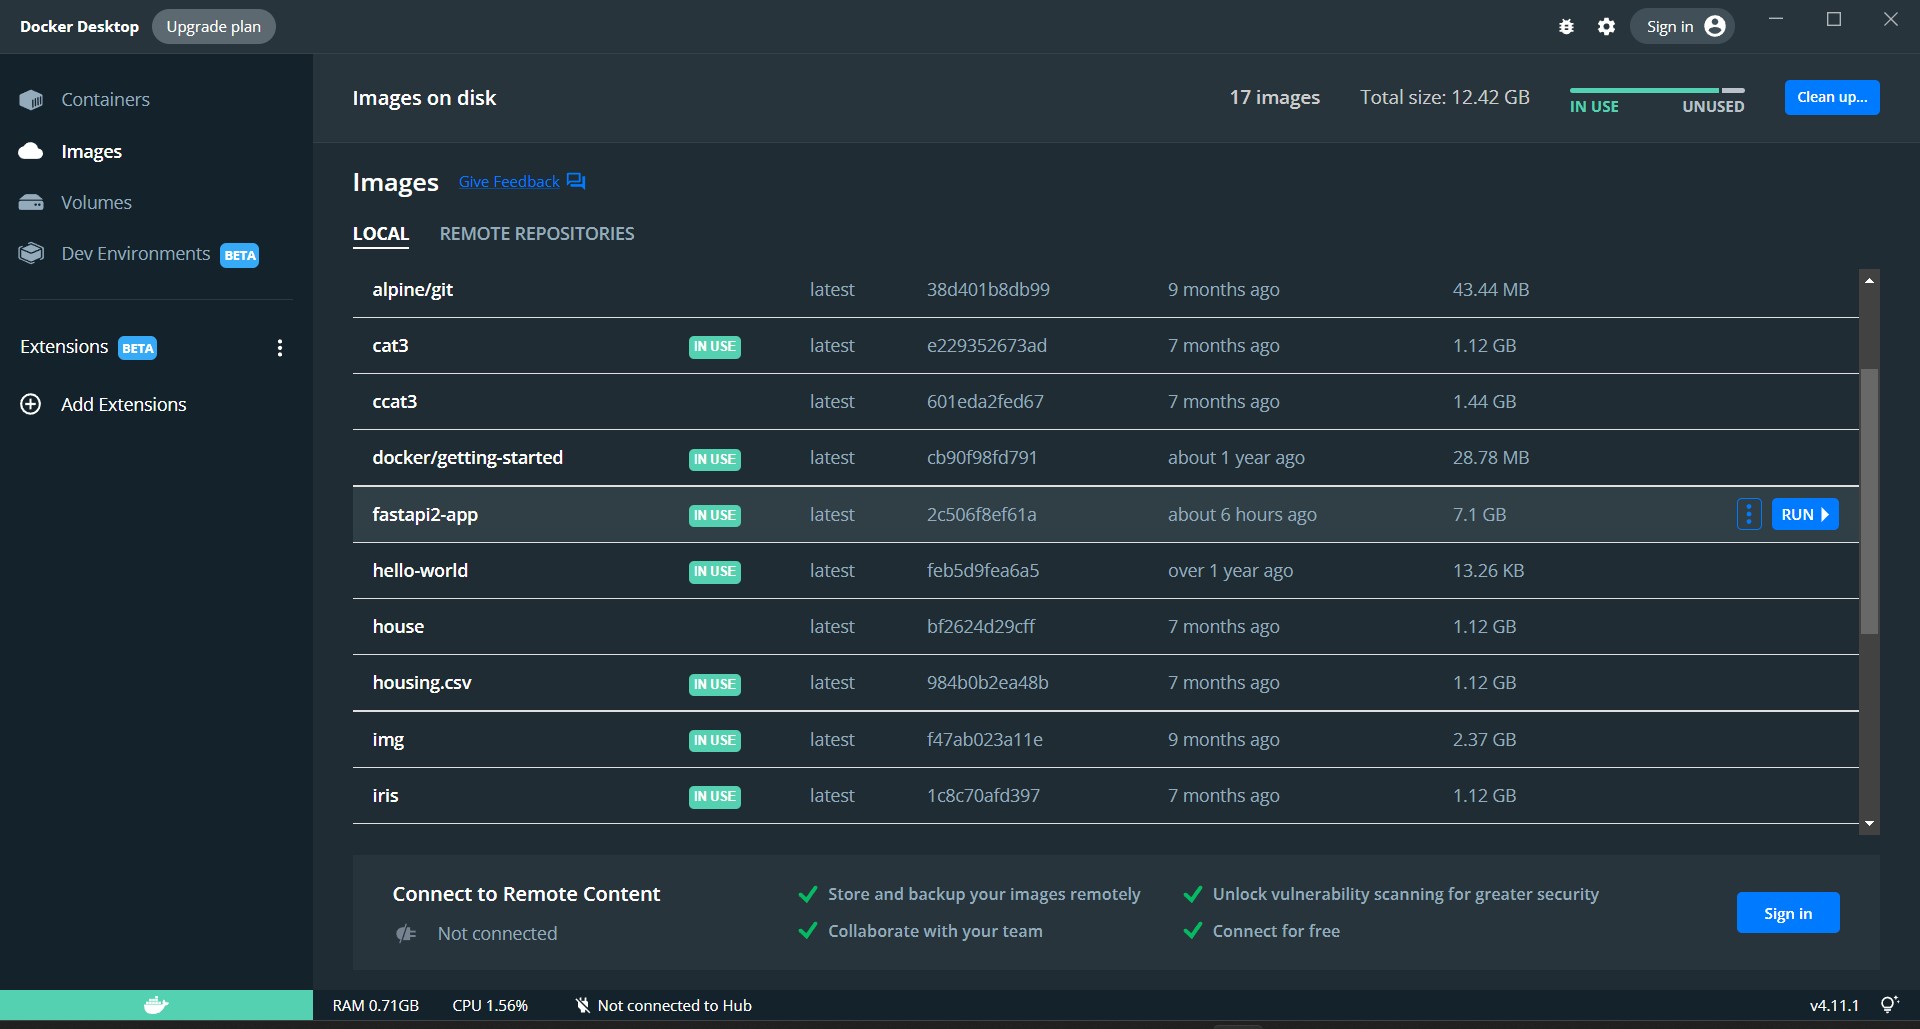 Docker Desktop Upgrade plan Sign in
Containers
Images
Volumes
Dev Environments BETA
Extensions BETA
Add Extensions
Images on disk 17 images Total size: 12.42 GB IN USE UNUSED Clean up...
Images Give Feedback
LOCAL REMOTE REPOSITORIES
alpine/git latest 38d401b8db99 9 months ago 43.44 MB
cat3 IN USE latest e229352673ad 7 months ago 1.12 GB
ccat3 latest 601eda2fed67 7 months ago 1.44 GB
docker/getting-started IN USE latest cb90f98fd791 about 1 year ago 28.78 MB
fastapi2-app IN USE latest 2c506f8ef61a about 6 hours ago 7.1 GB RUN
hello-world IN USE latest feb5d9fea6a5 over 1 year ago 13.26 KB
house latest bf2624d29cff 7 months ago 1.12 GB
housing.csv IN USE latest 984b0b2ea48b 7 months ago 1.12 GB
img IN USE latest f47ab023a11e 9 months ago 2.37 GB
iris IN USE latest 1c8c70afd397 7 months ago 1.12 GB
Connect to Remote Content
Not connected
Store and backup your images remotely
Collaborate with your team
Unlock vulnerability scanning for greater security
Connect for free
Sign in
RAM 0.71GB CPU 1.56% Not connected to Hub v4.11.1